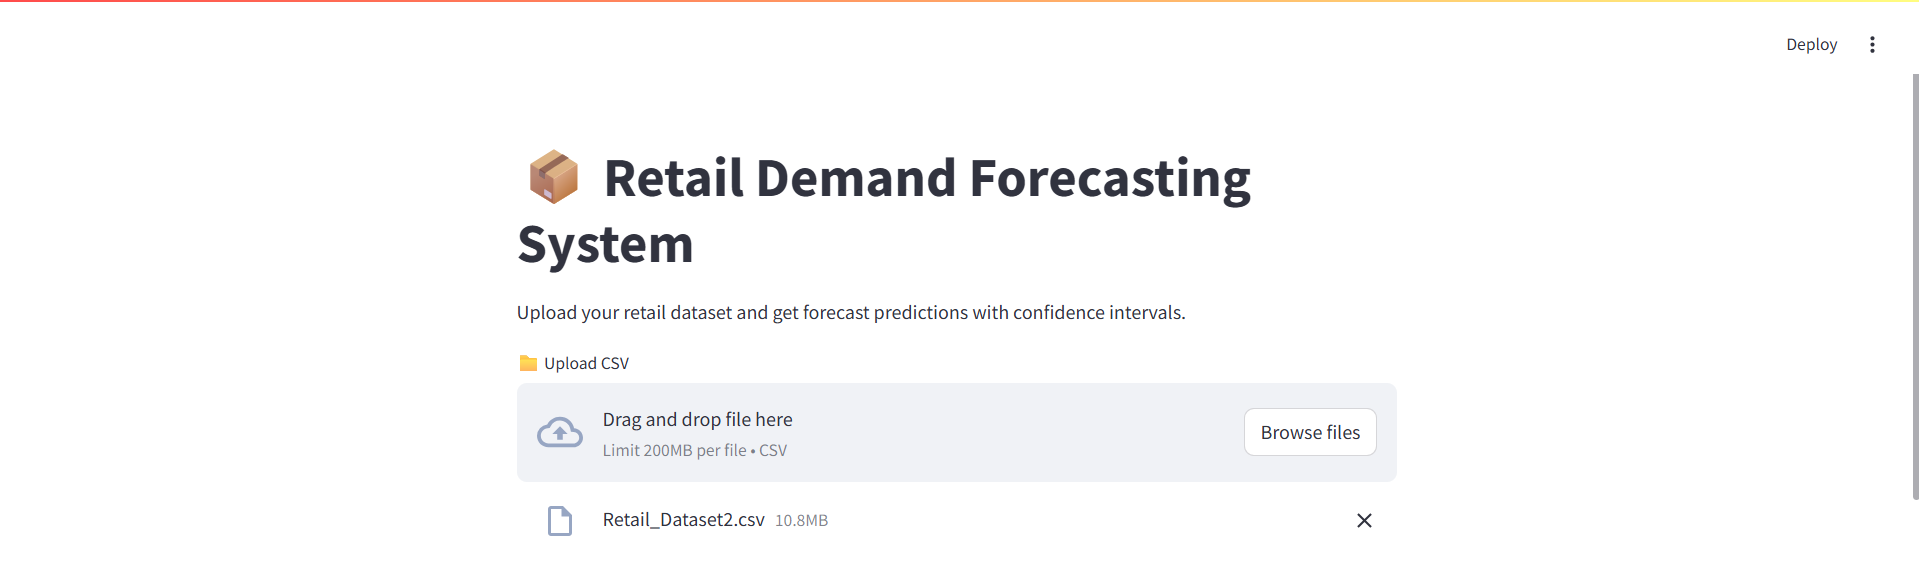 Deploy
Retail Demand Forecasting
System
Upload your retail dataset and get forecast predictions with confidence intervals.
Upload CSV
Drag and drop file here
Limit 200MB per file • CSV
Browse files
Retail_Dataset2.csv 10.8MB